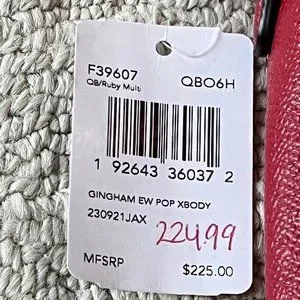 F39607 QBO6H
QB/Ruby Multi
1 92643 36037 2
GINGHAM EW POP XBODY
230921JAX
224.99
MFSRP $225.00